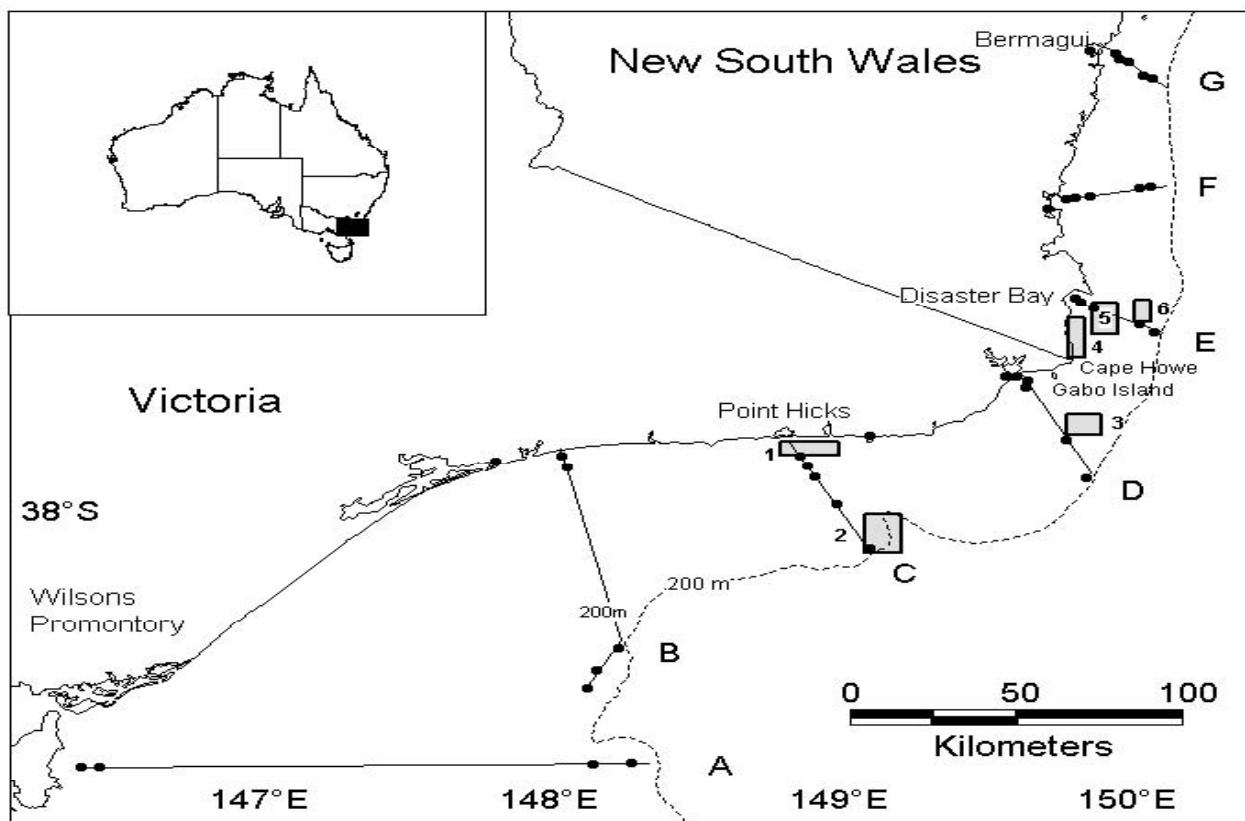 Bermagui
New South Wales
G
F
Disaster Bay
5
6
4
E
Cape Howe
Gabo Island
Victoria
Point Hicks
1
3
D
38°S
2
C
200 m
Wilsons
Promontory
200m
B
0 50 100
Kilometers
A
147°E 148°E 149°E 150°E